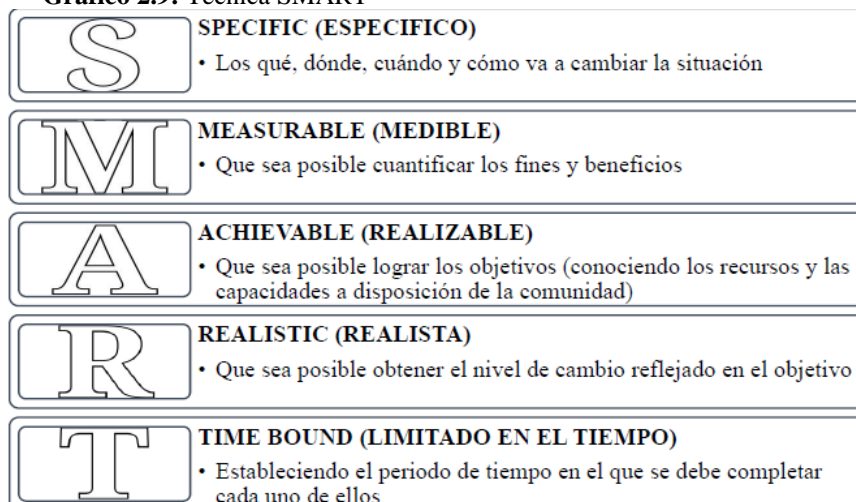 Gráfico 2.9: Técnica SMART
S
SPECIFIC (ESPECIFICO)
• Los qué, dónde, cuándo y cómo va a cambiar la situación
M
MEASURABLE (MEDIBLE)
• Que sea posible cuantificar los fines y beneficios
A
ACHIEVABLE (REALIZABLE)
• Que sea posible lograr los objetivos (conociendo los recursos y las
capacidades a disposición de la comunidad)
R
REALISTIC (REALISTA)
• Que sea posible obtener el nivel de cambio reflejado en el objetivo
T
TIME BOUND (LIMITADO EN EL TIEMPO)
• Estableciendo el periodo de tiempo en el que se debe completar
cada uno de ellos